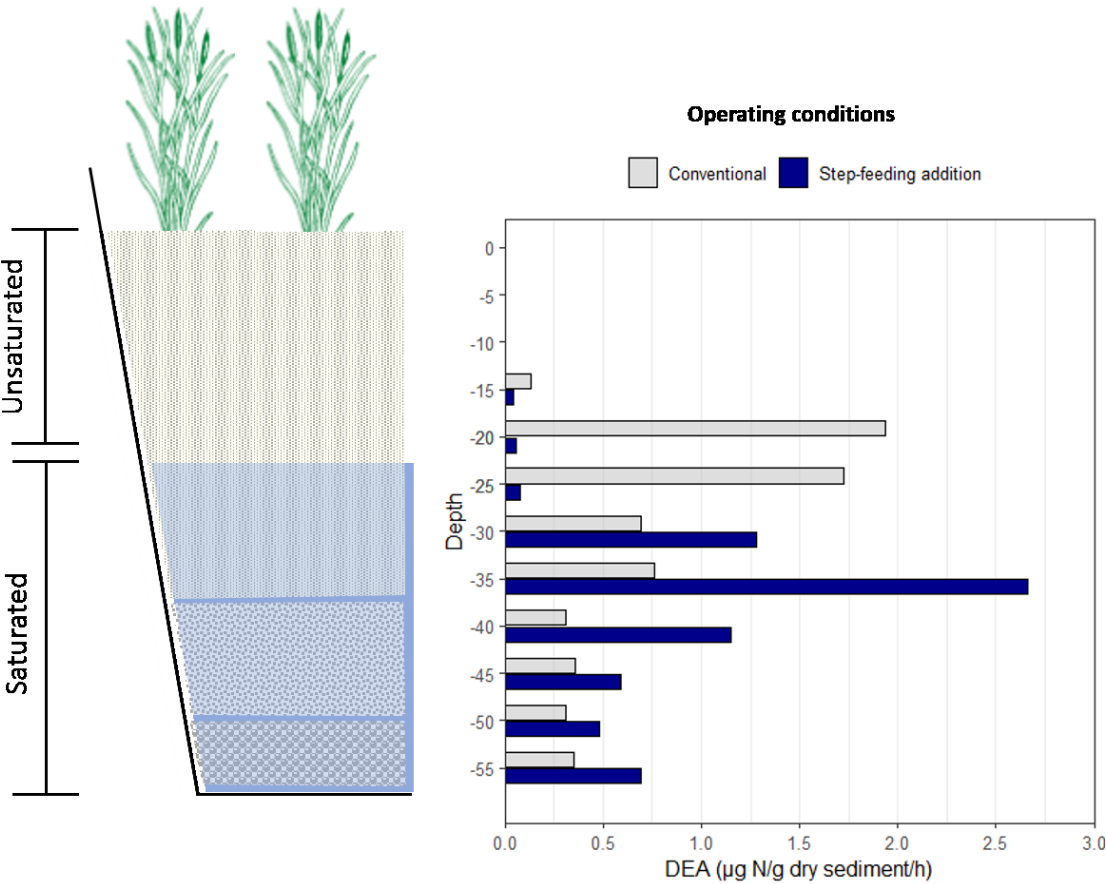 Operating conditions
Conventional
Step-feeding addition
Unsaturated
Saturated
Depth
0
-5
-10
-15
-20
-25
-30
-35
-40
-45
-50
-55
0.0 0.5 1.0 1.5 2.0 2.5 3.0
DEA (µg N/g dry sediment/h)